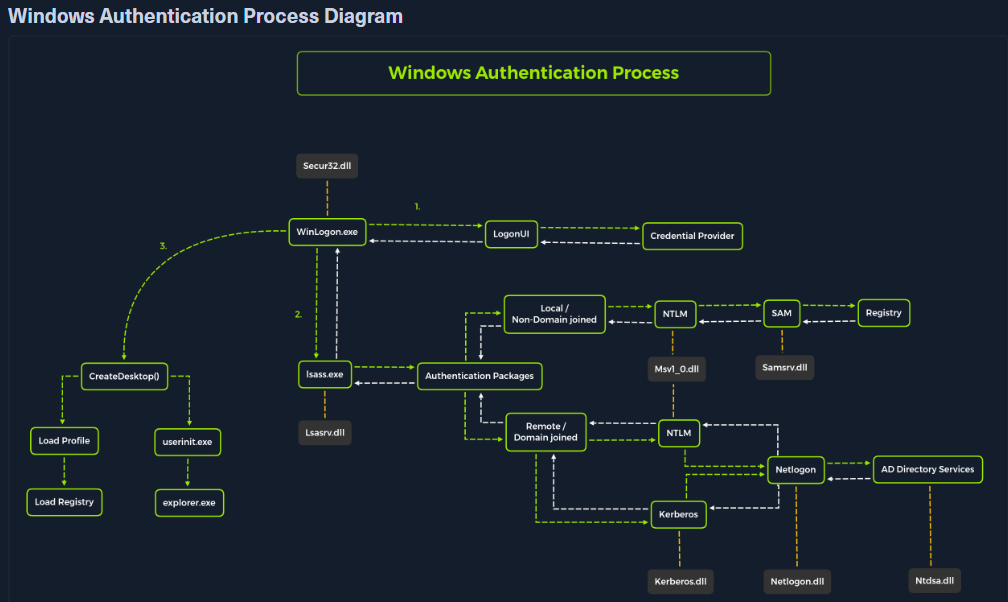 Windows Authentication Process Diagram
Windows Authentication Process
Secur32.dll
1.
WinLogon.exe
LogonUI
Credential Provider
3.
2.
Local /
Non-Domain joined
NTLM
SAM
Registry
CreateDesktop()
lsass.exe
Authentication Packages
Msv1_0.dll
Samsrv.dll
Load Profile
userinit.exe
Lsasrv.dll
Remote /
Domain joined
NTLM
Netlogon
AD Directory Services
Load Registry
explorer.exe
Kerberos
Kerberos.dll
Netlogon.dll
Ntdsa.dll